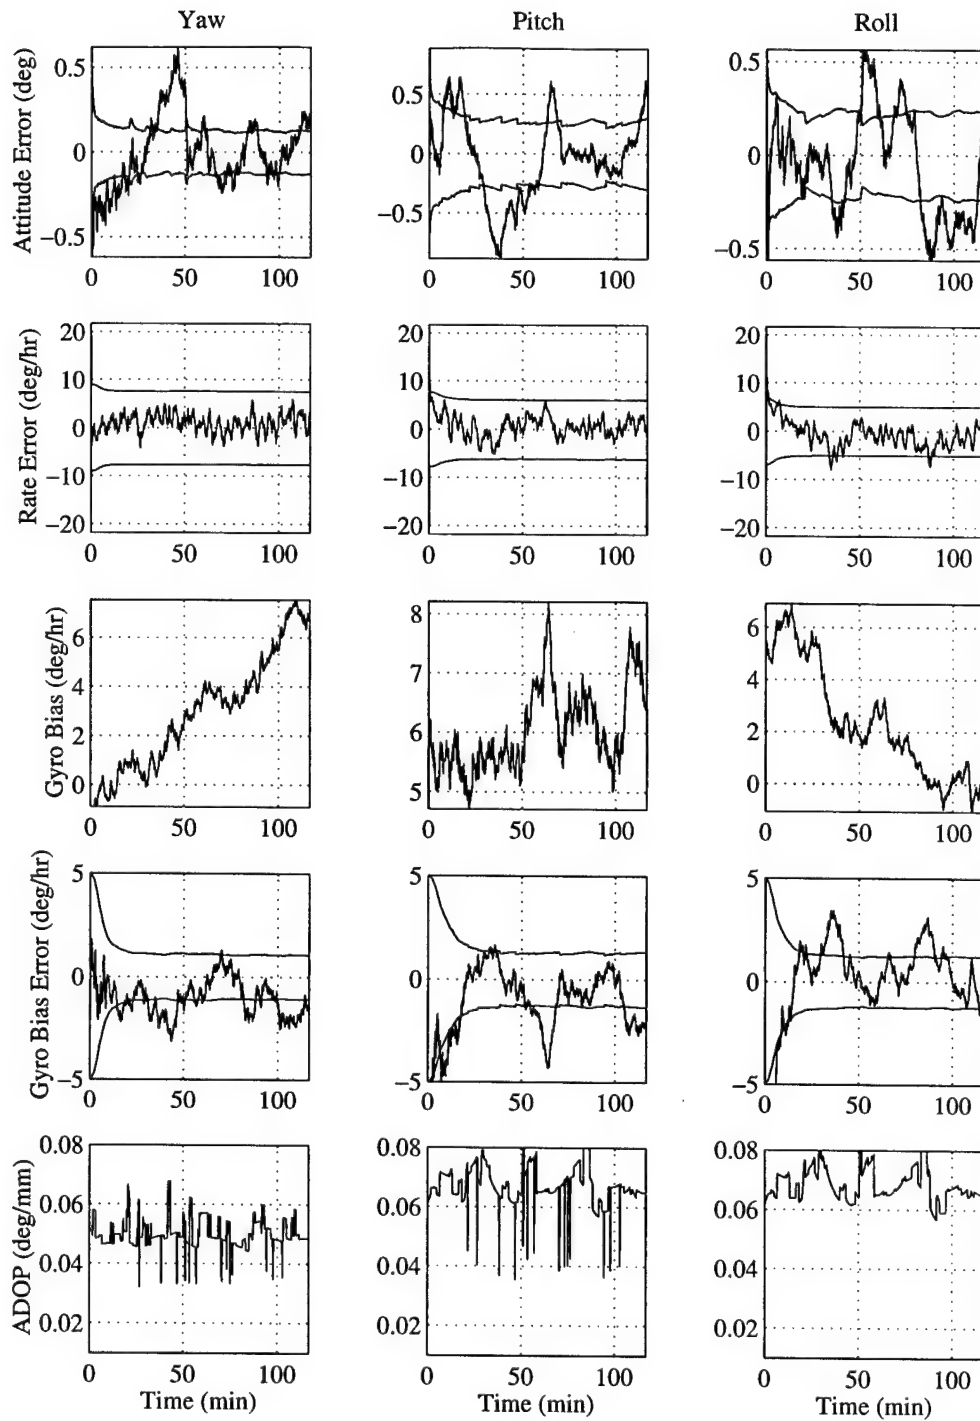 Yaw Pitch Roll
Attitude Error (deg)
0.5 0 −0.5
0 50 100
0.5 0 −0.5
0 50 100
0.5 0 −0.5
0 50 100
Rate Error (deg/hr)
20 10 0 −10 −20
0 50 100
20 10 0 −10 −20
0 50 100
20 10 0 −10 −20
0 50 100
Gyro Bias (deg/hr)
6 4 2 0
0 50 100
8 7 6 5
0 50 100
6 4 2 0
0 50 100
Gyro Bias Error (deg/hr)
5 0 −5
0 50 100
5 0 −5
0 50 100
5 0 −5
0 50 100
ADOP (deg/mm)
0.08 0.06 0.04 0.02
0 50 100
Time (min)
0.08 0.06 0.04 0.02
0 50 100
Time (min)
0.08 0.06 0.04 0.02
0 50 100
Time (min)